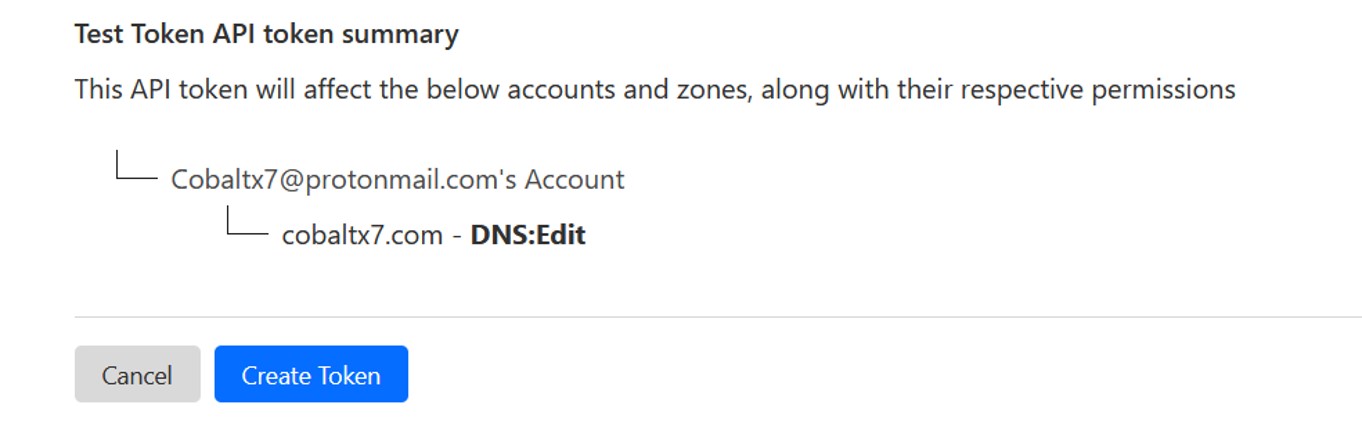 Test Token API token summary
This API token will affect the below accounts and zones, along with their respective permissions
Cobaltx7@protonmail.com's Account
cobaltx7.com - DNS:Edit
Cancel
Create Token